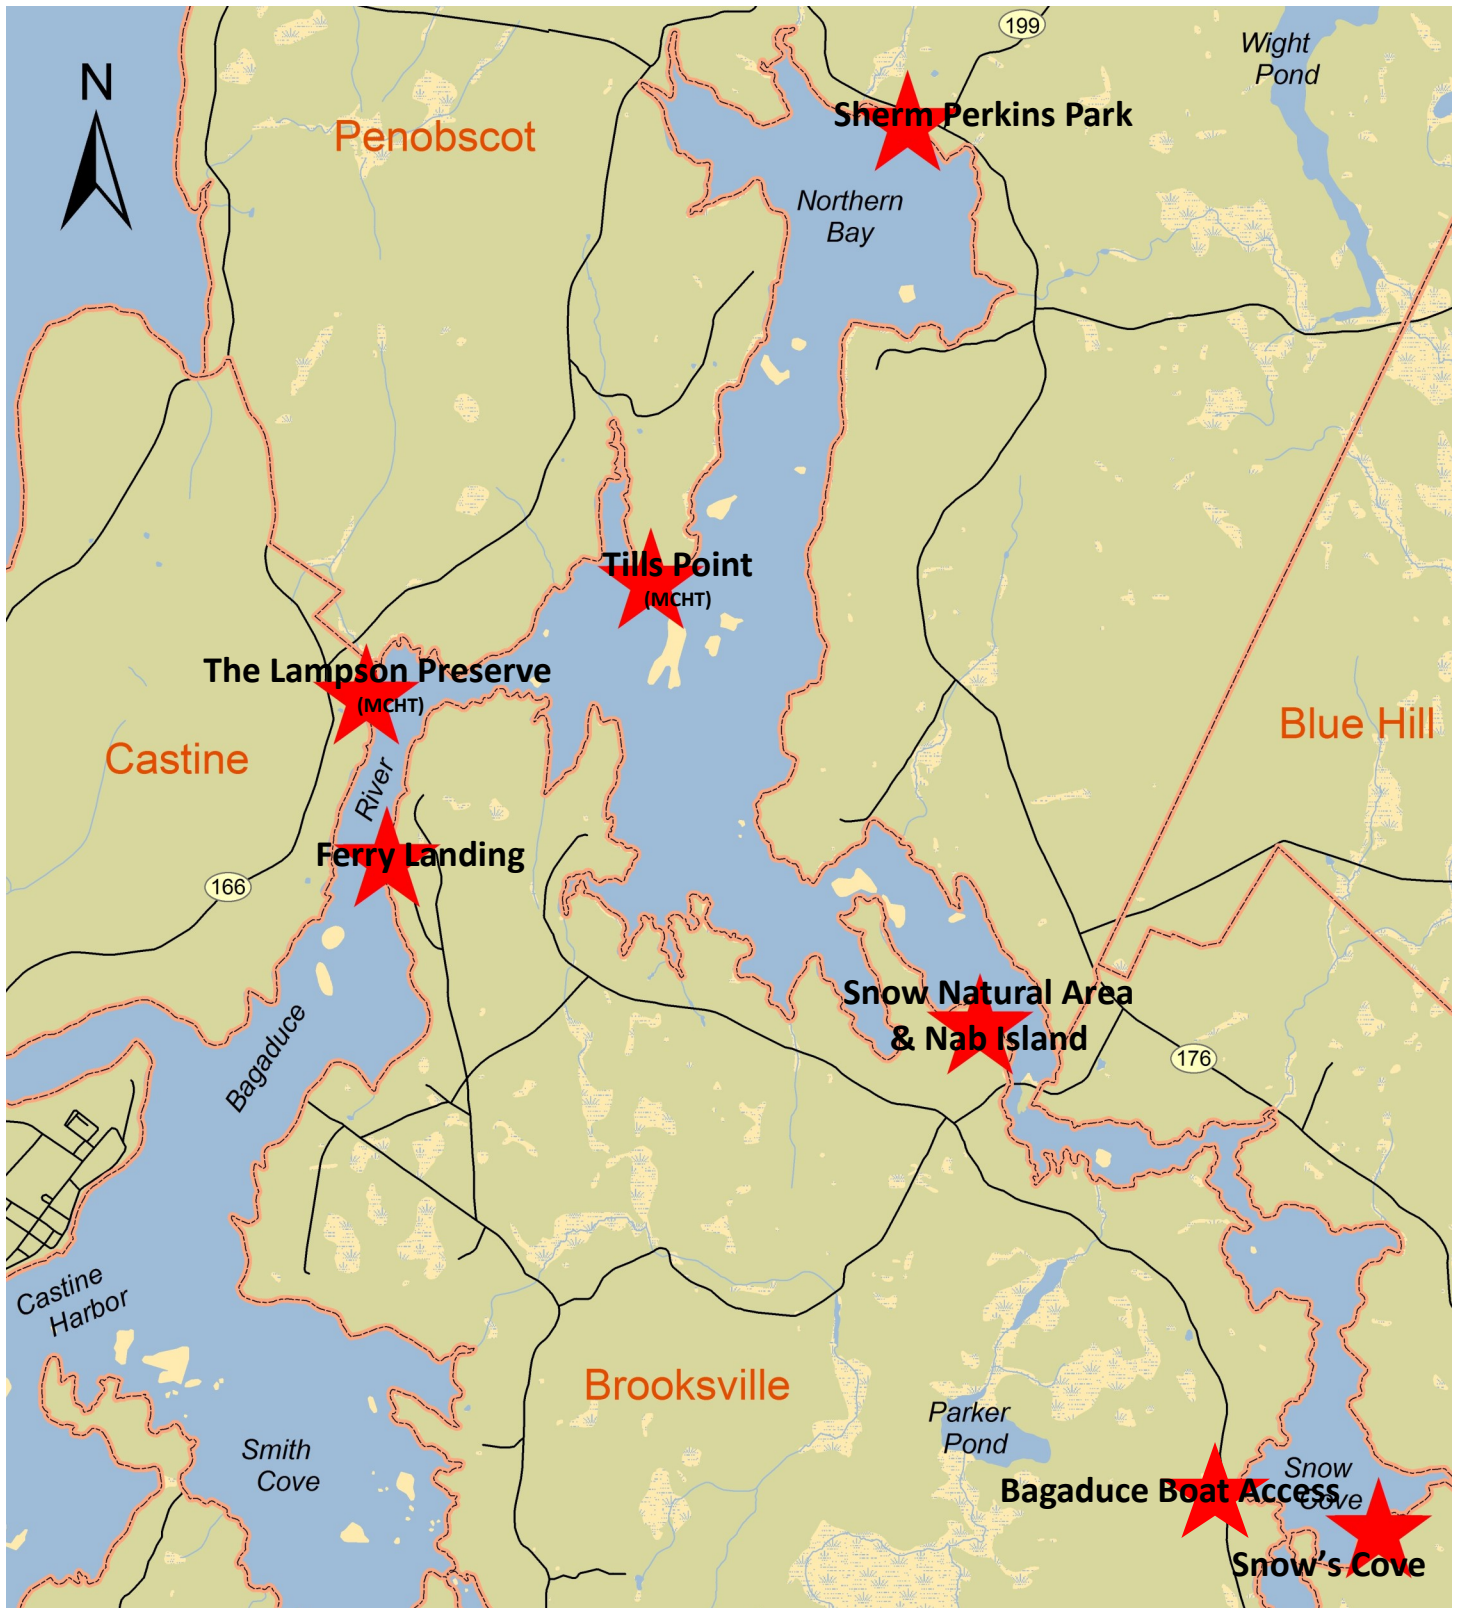 199
Wight
Pond
N
Sherm Perkins Park
Penobscot
Northern
Bay
Tills Point
(MCHT)
The Lampson Preserve
(MCHT)
Blue Hill
Castine
River
Ferry Landing
166
Snow Natural Area
& Nab Island
Bagaduce
176
Castine
Harbor
Brooksville
Parker
Pond
Smith
Cove
Snow
Cove
Bagaduce Boat Access
Snow’s Cove